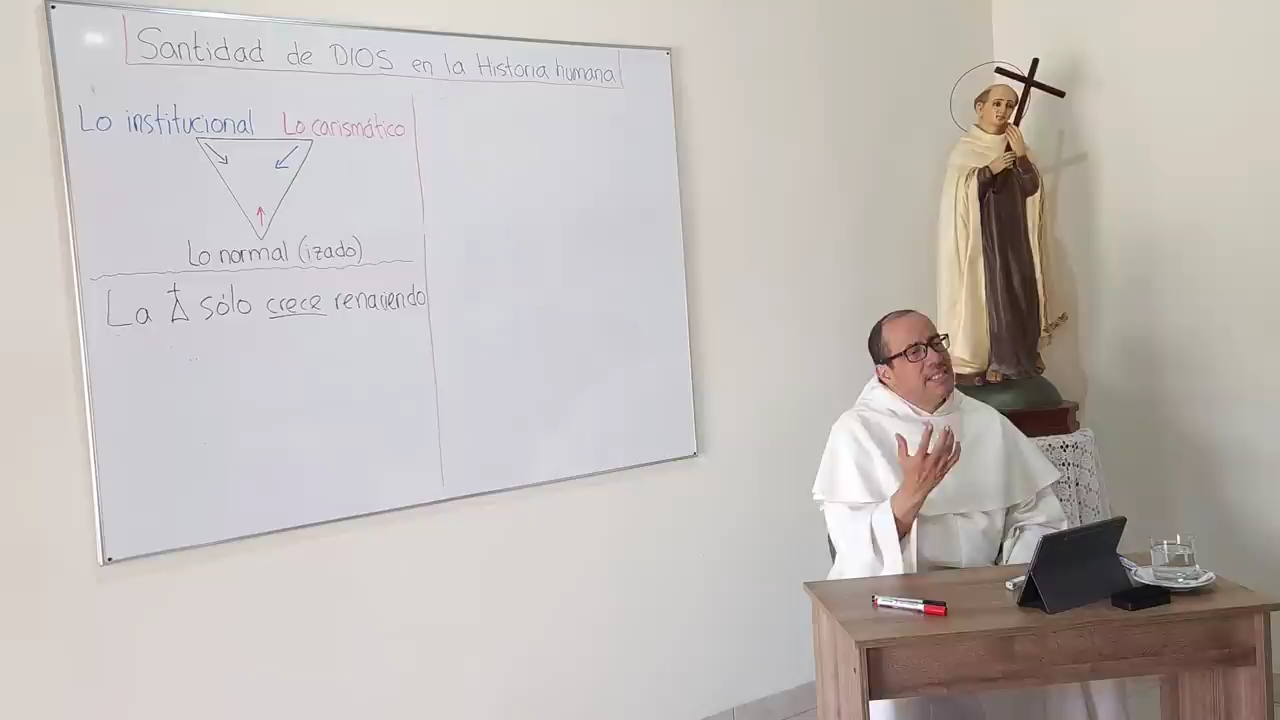 Santidad de DIOS en la Historia humana
Lo institucional Lo carismático
Lo normal (izado)
La sólo crece renaciendo